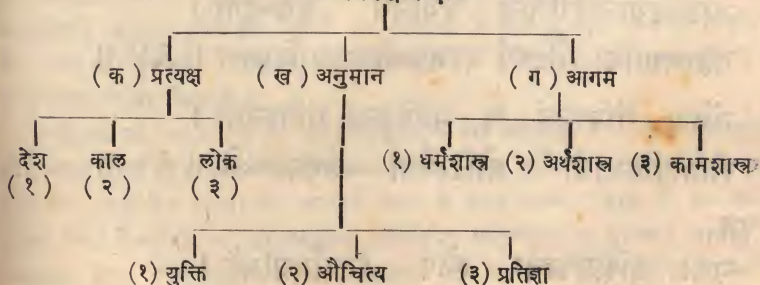 ( क ) प्रत्यक्ष ( ख ) अनुमान ( ग ) आगम
देश काल लोक (१) धर्मशास्त्र (२) अर्थशास्त्र (३) कामशास्त्र
( १ ) ( २ ) ( ३ )
(१) युक्ति (२) औचित्य (३) प्रतिज्ञा